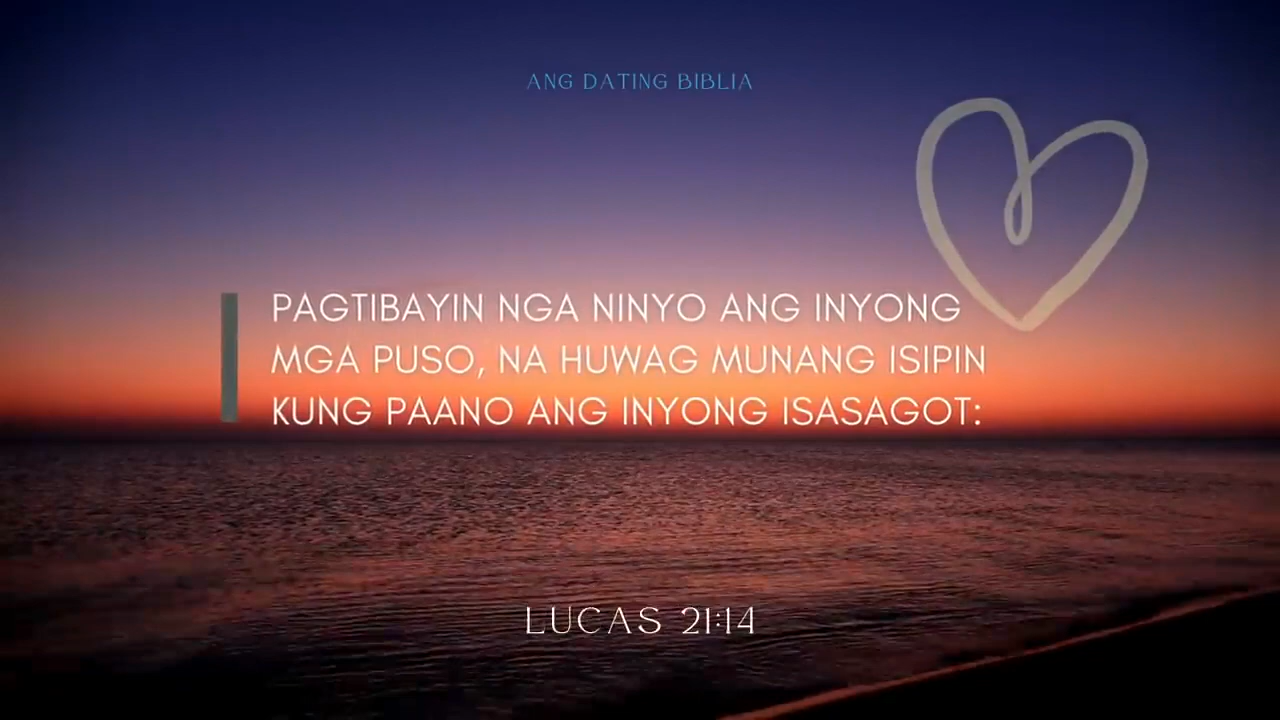 ANG DATING BIBLIA
PAGTIBAYIN NGA NINYO ANG INYONG
MGA PUSO, NA HUWAG MUNANG ISIPIN
KUNG PAANO ANG INYONG ISASAGOT:
LUCAS 21:14